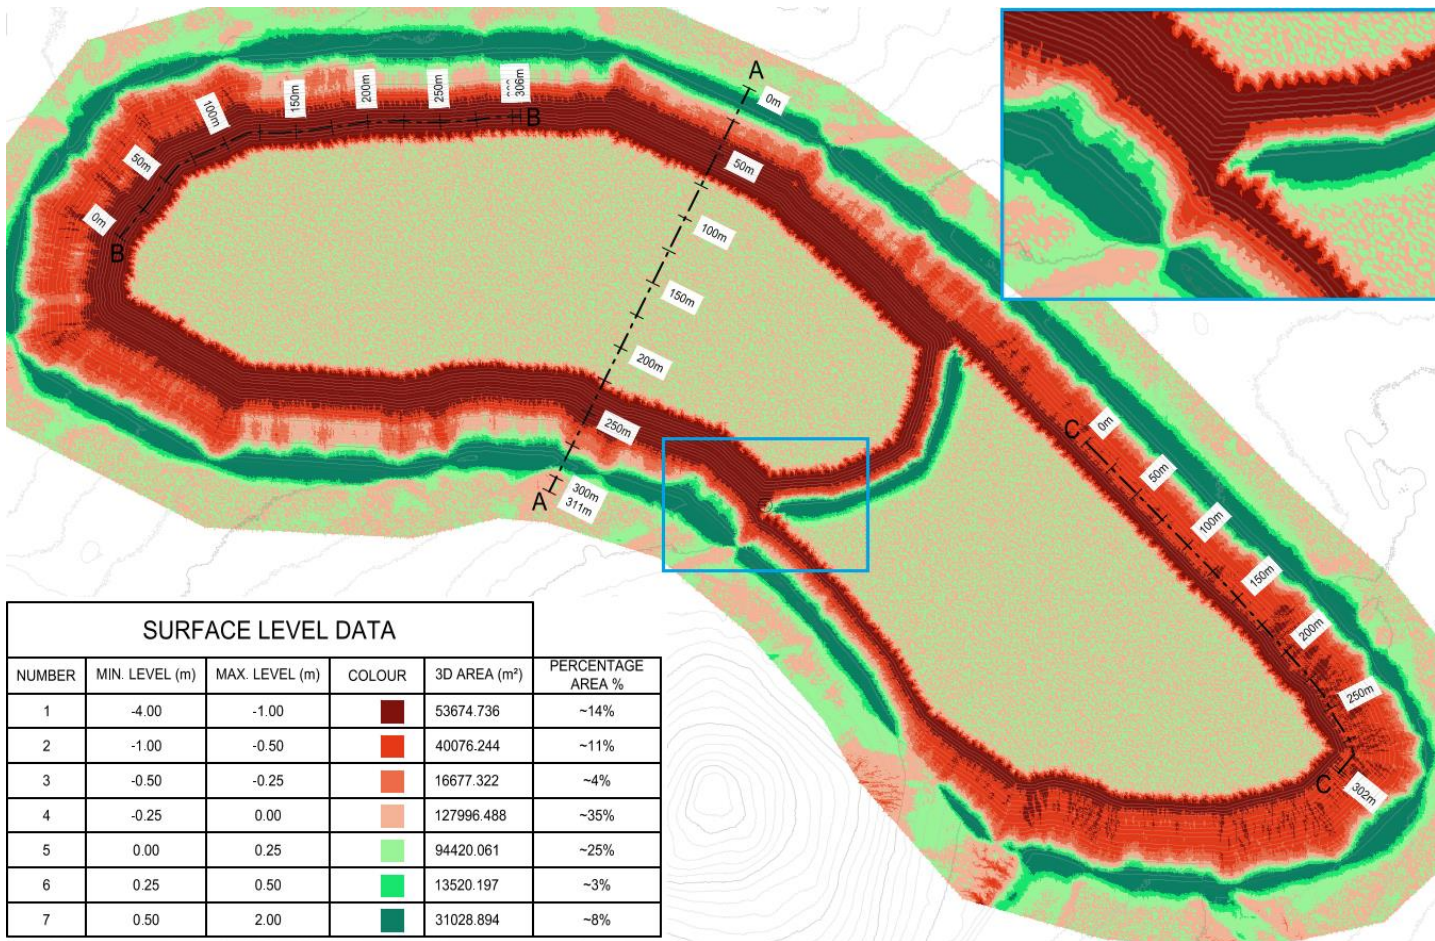 A
0m
50m
100m
150m
200m
250m
300m
311m
A
B
0m
50m
100m
150m
200m
250m
306m
B
C
0m
50m
100m
150m
200m
250m
302m
C
SURFACE LEVEL DATA
NUMBER MIN. LEVEL (m) MAX. LEVEL (m) COLOUR 3D AREA (m²) PERCENTAGE AREA %
1 -4.00 -1.00 53674.736 ~14%
2 -1.00 -0.50 40076.244 ~11%
3 -0.50 -0.25 16677.322 ~4%
4 -0.25 0.00 127996.488 ~35%
5 0.00 0.25 94420.061 ~25%
6 0.25 0.50 13520.197 ~3%
7 0.50 2.00 31028.894 ~8%